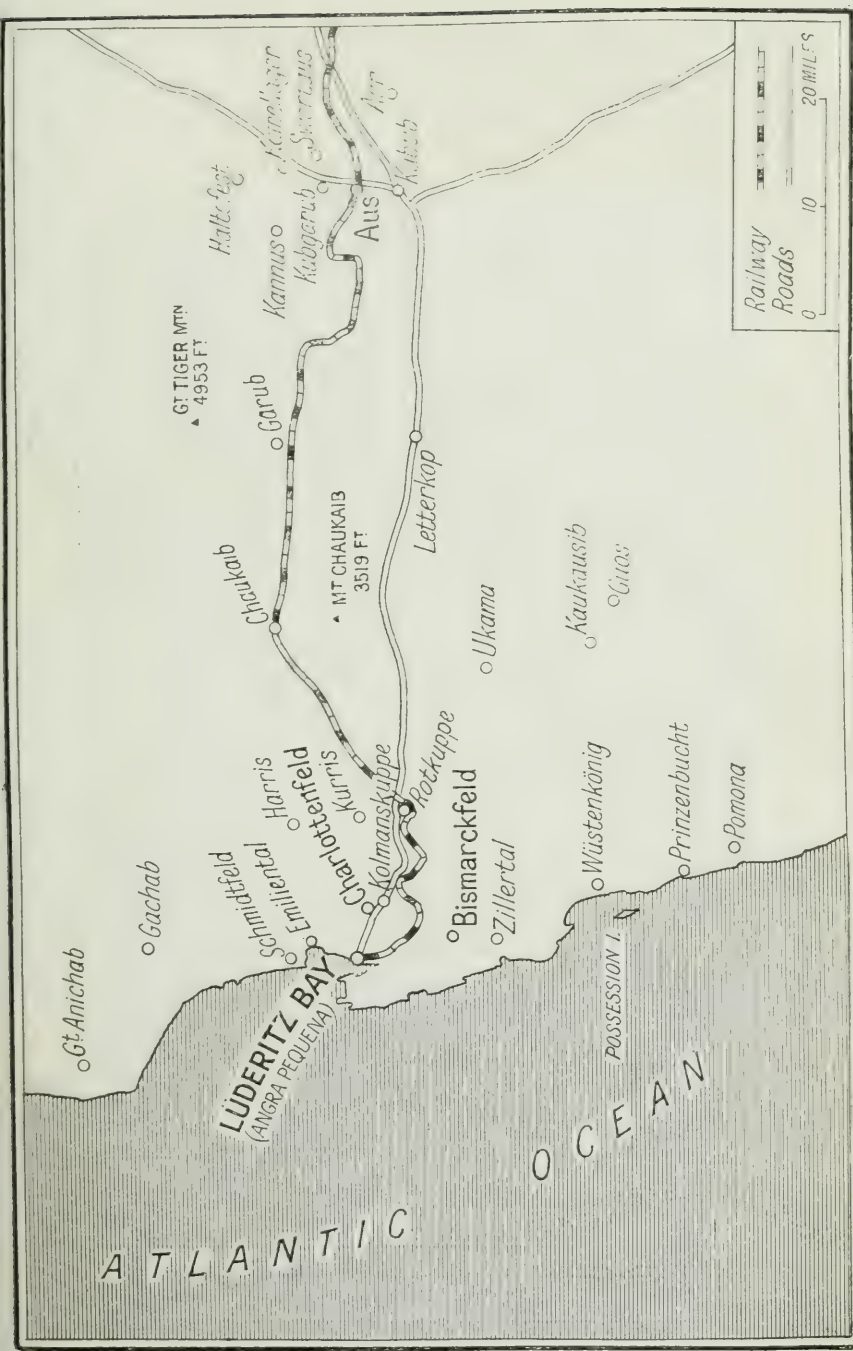 Gt. Anichab
Gachab
Schmidtfeld
Emiliental
Harris
Charlottenfeld
Kurris
Kolmanskuppe
Rotkuppe
LÜDERITZ BAY
(ANGRA PEQUENA)
Bismarckfeld
Zillertal
Ukama
Wüstenkönig
Kaukausib
Prinzenbucht
Pomona
POSSESSION I.
ATLANTIC
OCEAN
Chaukaib
MT CHAUKAIB
3519 FT
Garub
GT. TIGER MTN
4953 FT
Letterkop
Kannus
Kubgarub
Aus
Kubub
Railway
Roads
0 10 20 MILES